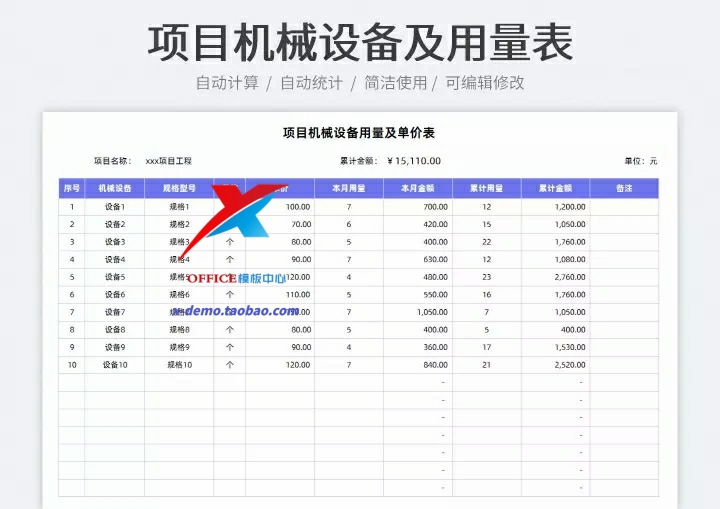 项目机械设备及用量表
自动计算 / 自动统计 / 简洁使用 / 可编辑修改
项目机械设备用量及单价表
项目名称： xxx项目工程 累计金额： ￥15,110.00 单位：元
序号 机械设备 规格型号 价 本月用量 本月金额 累计用量 累计金额 备注
1 设备1 规格1 100.00 7 700.00 12 1,200.00
2 设备2 规格2 70.00 6 420.00 15 1,050.00
3 设备3 规格3 个 80.00 5 400.00 22 1,760.00
4 设备4 规格4 个 90.00 7 630.00 12 1,080.00
5 设备5 规格5 120.00 4 480.00 23 2,760.00
OFFICE模板中心
6 设备6 规格6 个 110.00 5 550.00 16 1,760.00
7 设备7 7 1,050.00 7 1,050.00
x-demo.taobao.com
8 设备8 规格8 个 80.00 5 400.00 5 400.00
9 设备9 规格9 个 90.00 4 360.00 17 1,530.00
10 设备10 规格10 个 120.00 7 840.00 21 2,520.00
- -
- -
- -
- -
- -
- -
- -